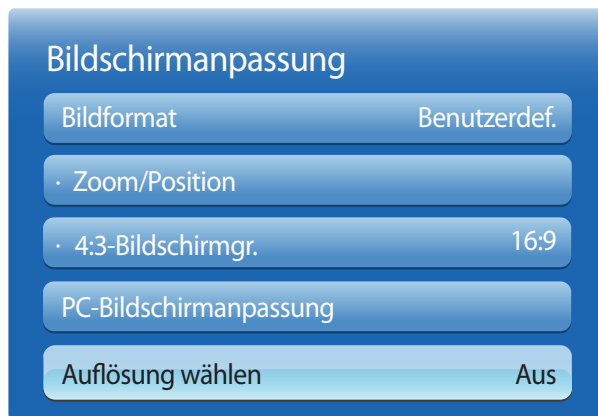 Bildschirmanpassung
Bildformat Benutzerdef.
· Zoom/Position
· 4:3-Bildschirmgr. 16:9
PC-Bildschirmanpassung
Auflösung wählen Aus